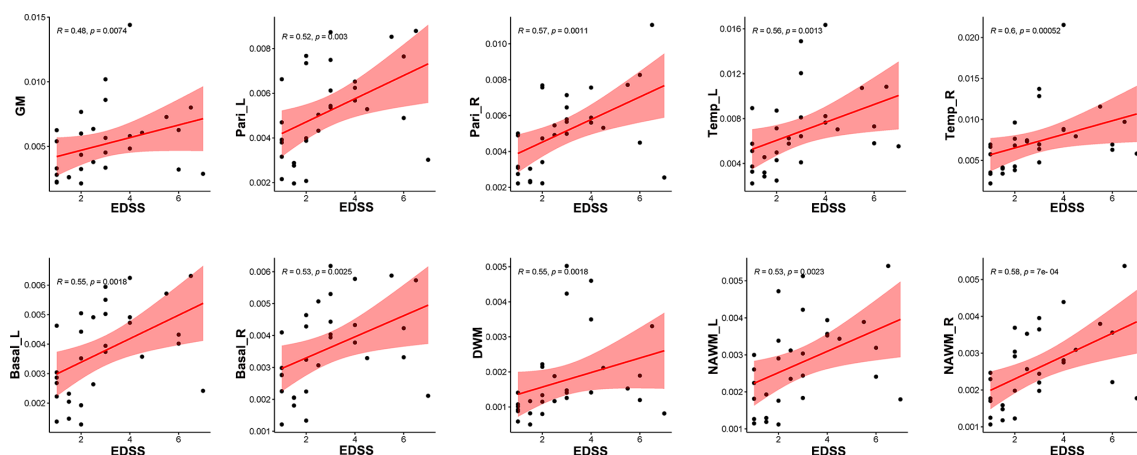 R = 0.48, p = 0.0074
GM
0.015
0.010
0.005
2 4 6
EDSS
R = 0.52, p = 0.003
Pari_L
0.008
0.006
0.004
0.002
2 4 6
EDSS
R = 0.57, p = 0.0011
Pari_R
0.010
0.008
0.006
0.004
0.002
2 4 6
EDSS
R = 0.56, p = 0.0013
Temp_L
0.016
0.012
0.008
0.004
2 4 6
EDSS
R = 0.6, p = 0.00052
Temp_R
0.020
0.015
0.010
0.005
2 4 6
EDSS
R = 0.55, p = 0.0018
Basal_L
0.006
0.005
0.004
0.003
0.002
2 4 6
EDSS
R = 0.53, p = 0.0025
Basal_R
0.006
0.005
0.004
0.003
0.002
0.001
2 4 6
EDSS
R = 0.55, p = 0.0018
DWM
0.005
0.004
0.003
0.002
0.001
2 4 6
EDSS
R = 0.53, p = 0.0023
NAWM_L
0.005
0.004
0.003
0.002
0.001
2 4 6
EDSS
R = 0.58, p = 7e- 04
NAWM_R
0.005
0.004
0.003
0.002
0.001
2 4 6
EDSS